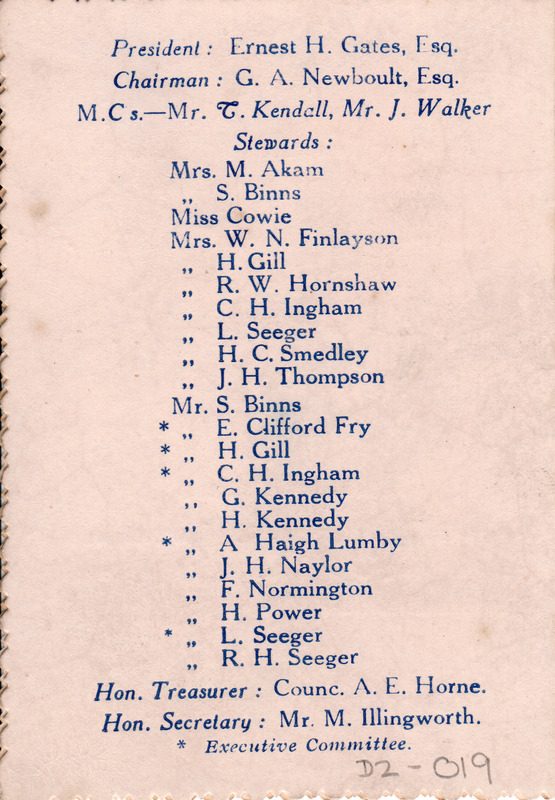 President : Ernest H. Gates, Esq.
Chairman : G. A. Newboult, Esq.
M.C s.—Mr. T. Kendall, Mr. J. Walker
Stewards :
Mrs. M. Akam
„ S. Binns
Miss Cowie
Mrs. W. N. Finlayson
„ H. Gill
„ R. W. Hornshaw
„ C. H. Ingham
„ L. Seeger
„ H. C. Smedley
„ J. H. Thompson
Mr. S. Binns
* „ E. Clifford Fry
* „ H. Gill
* „ C. H. Ingham
„ G. Kennedy
„ H. Kennedy
* „ A Haigh Lumby
„ J. H. Naylor
„ F. Normington
„ H. Power
* „ L. Seeger
„ R. H. Seeger
Hon. Treasurer : Counc. A. E. Horne.
Hon. Secretary : Mr. M. Illingworth.
* Executive Committee.
D2-019